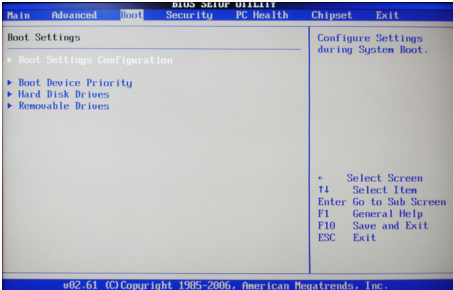 BIOS SETUP UTILITY
Main Advanced Boot Security PC Health Chipset Exit
Boot Settings
Boot Settings Configuration
Boot Device Priority
Hard Disk Drives
Removable Drives
Configure Settings
during System Boot.
← Select Screen
↑↓ Select Item
Enter Go to Sub Screen
F1 General Help
F10 Save and Exit
ESC Exit
v02.61 (C)Copyright 1985-2006, American Megatrends, Inc.